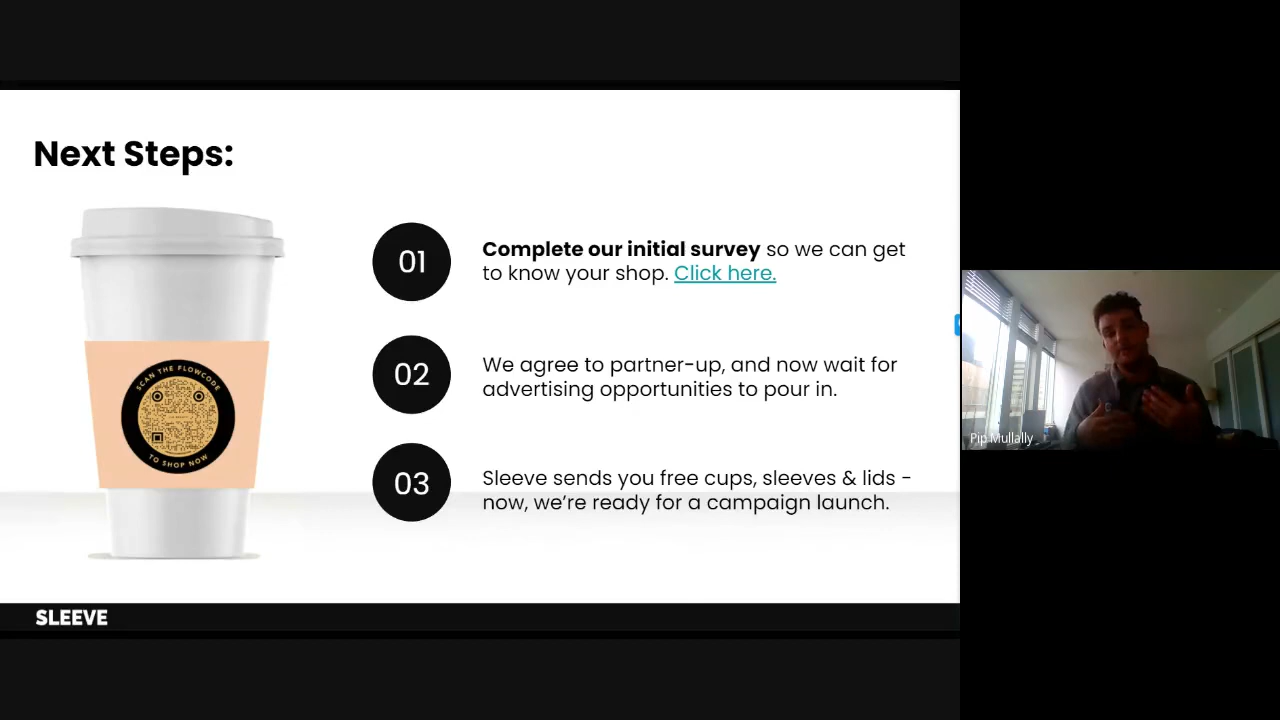 Next Steps:
01
Complete our initial survey so we can get
to know your shop. Click here.
02
We agree to partner-up, and now wait for
advertising opportunities to pour in.
03
Sleeve sends you free cups, sleeves & lids -
now, we’re ready for a campaign launch.
SCAN THE FLOWCODE
TO SHOP NOW
SLEEVE
Pip Mullally